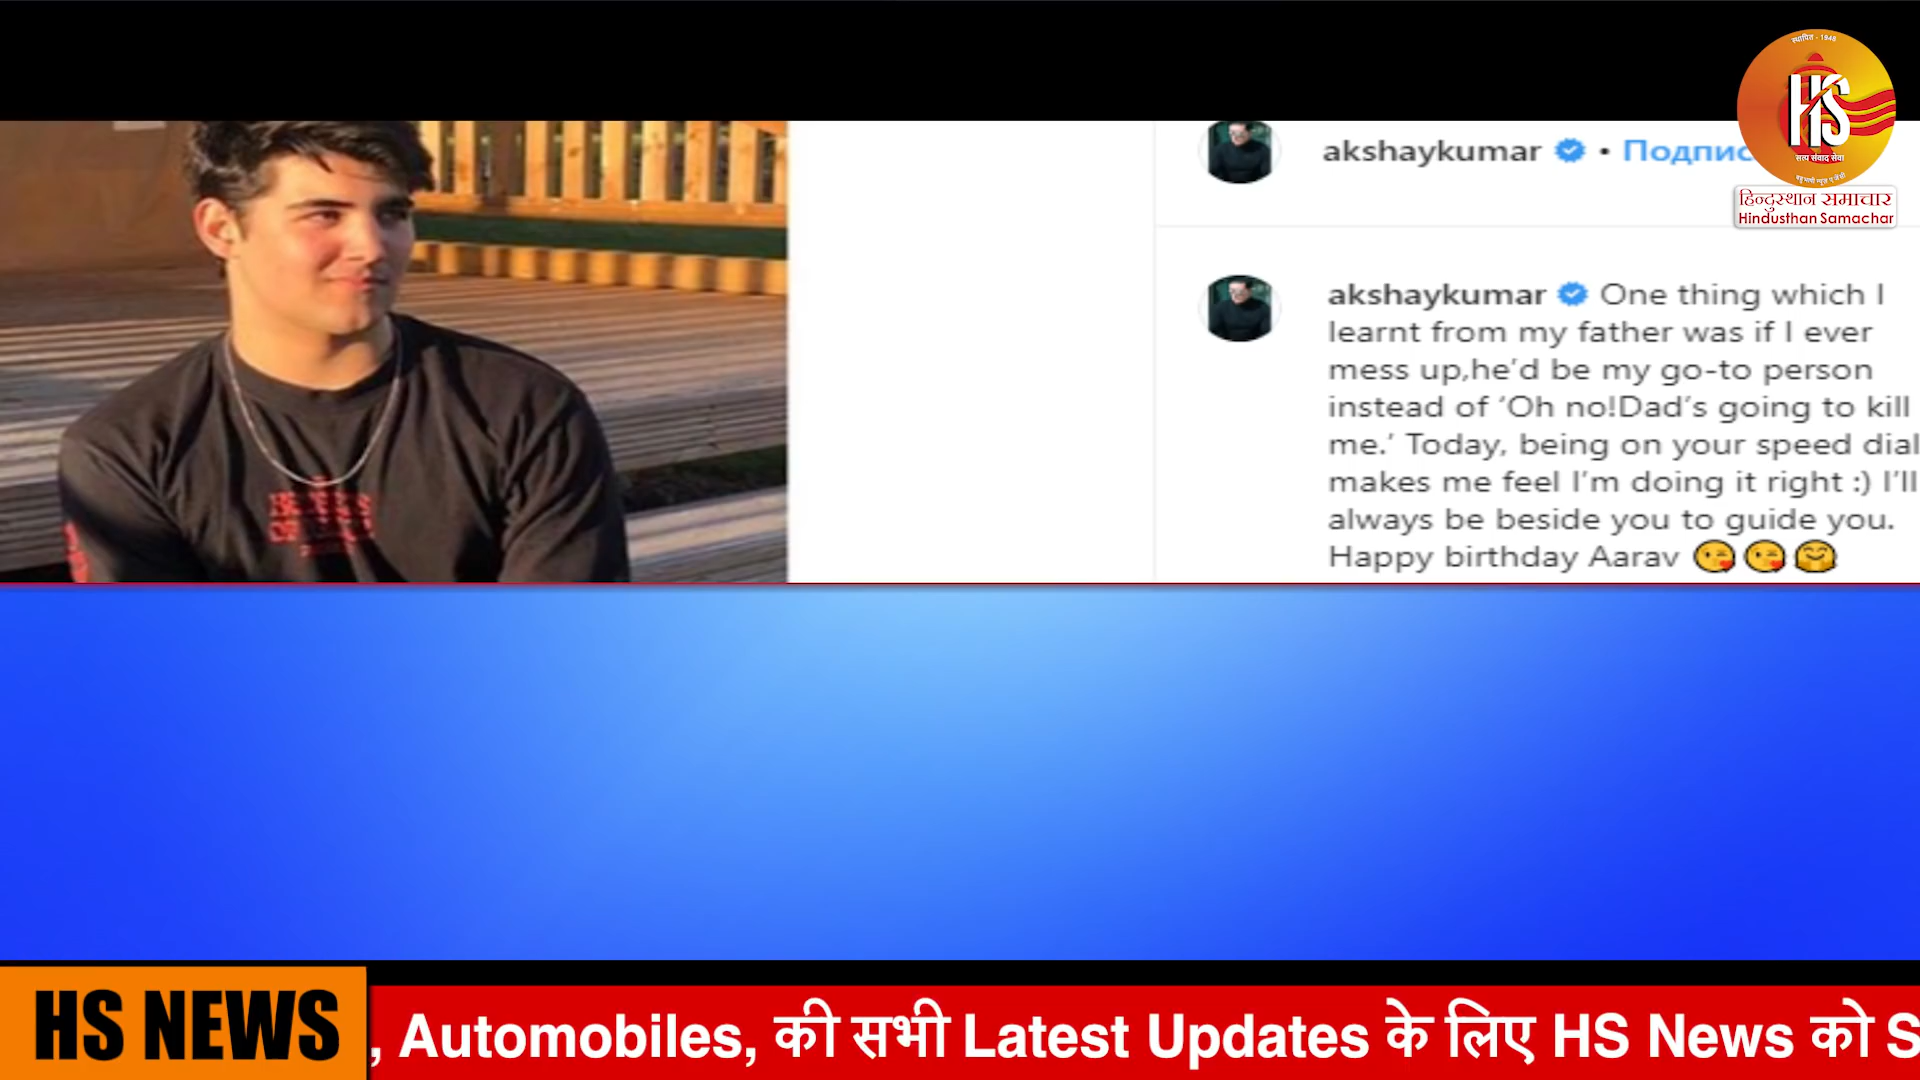 स्थापित - 1948
HS
सत्य संवाद सेवा
akshaykumar • Подпис
हिन्दुस्थान समाचार
Hindusthan Samachar
akshaykumar One thing which I
learnt from my father was if I ever
mess up,he’d be my go-to person
instead of ‘Oh no!Dad’s going to kill
me.’ Today, being on your speed dial
makes me feel I’m doing it right :) I’ll
always be beside you to guide you.
Happy birthday Aarav 😘😘🤗
HS NEWS
, Automobiles, की सभी Latest Updates के लिए HS News को S